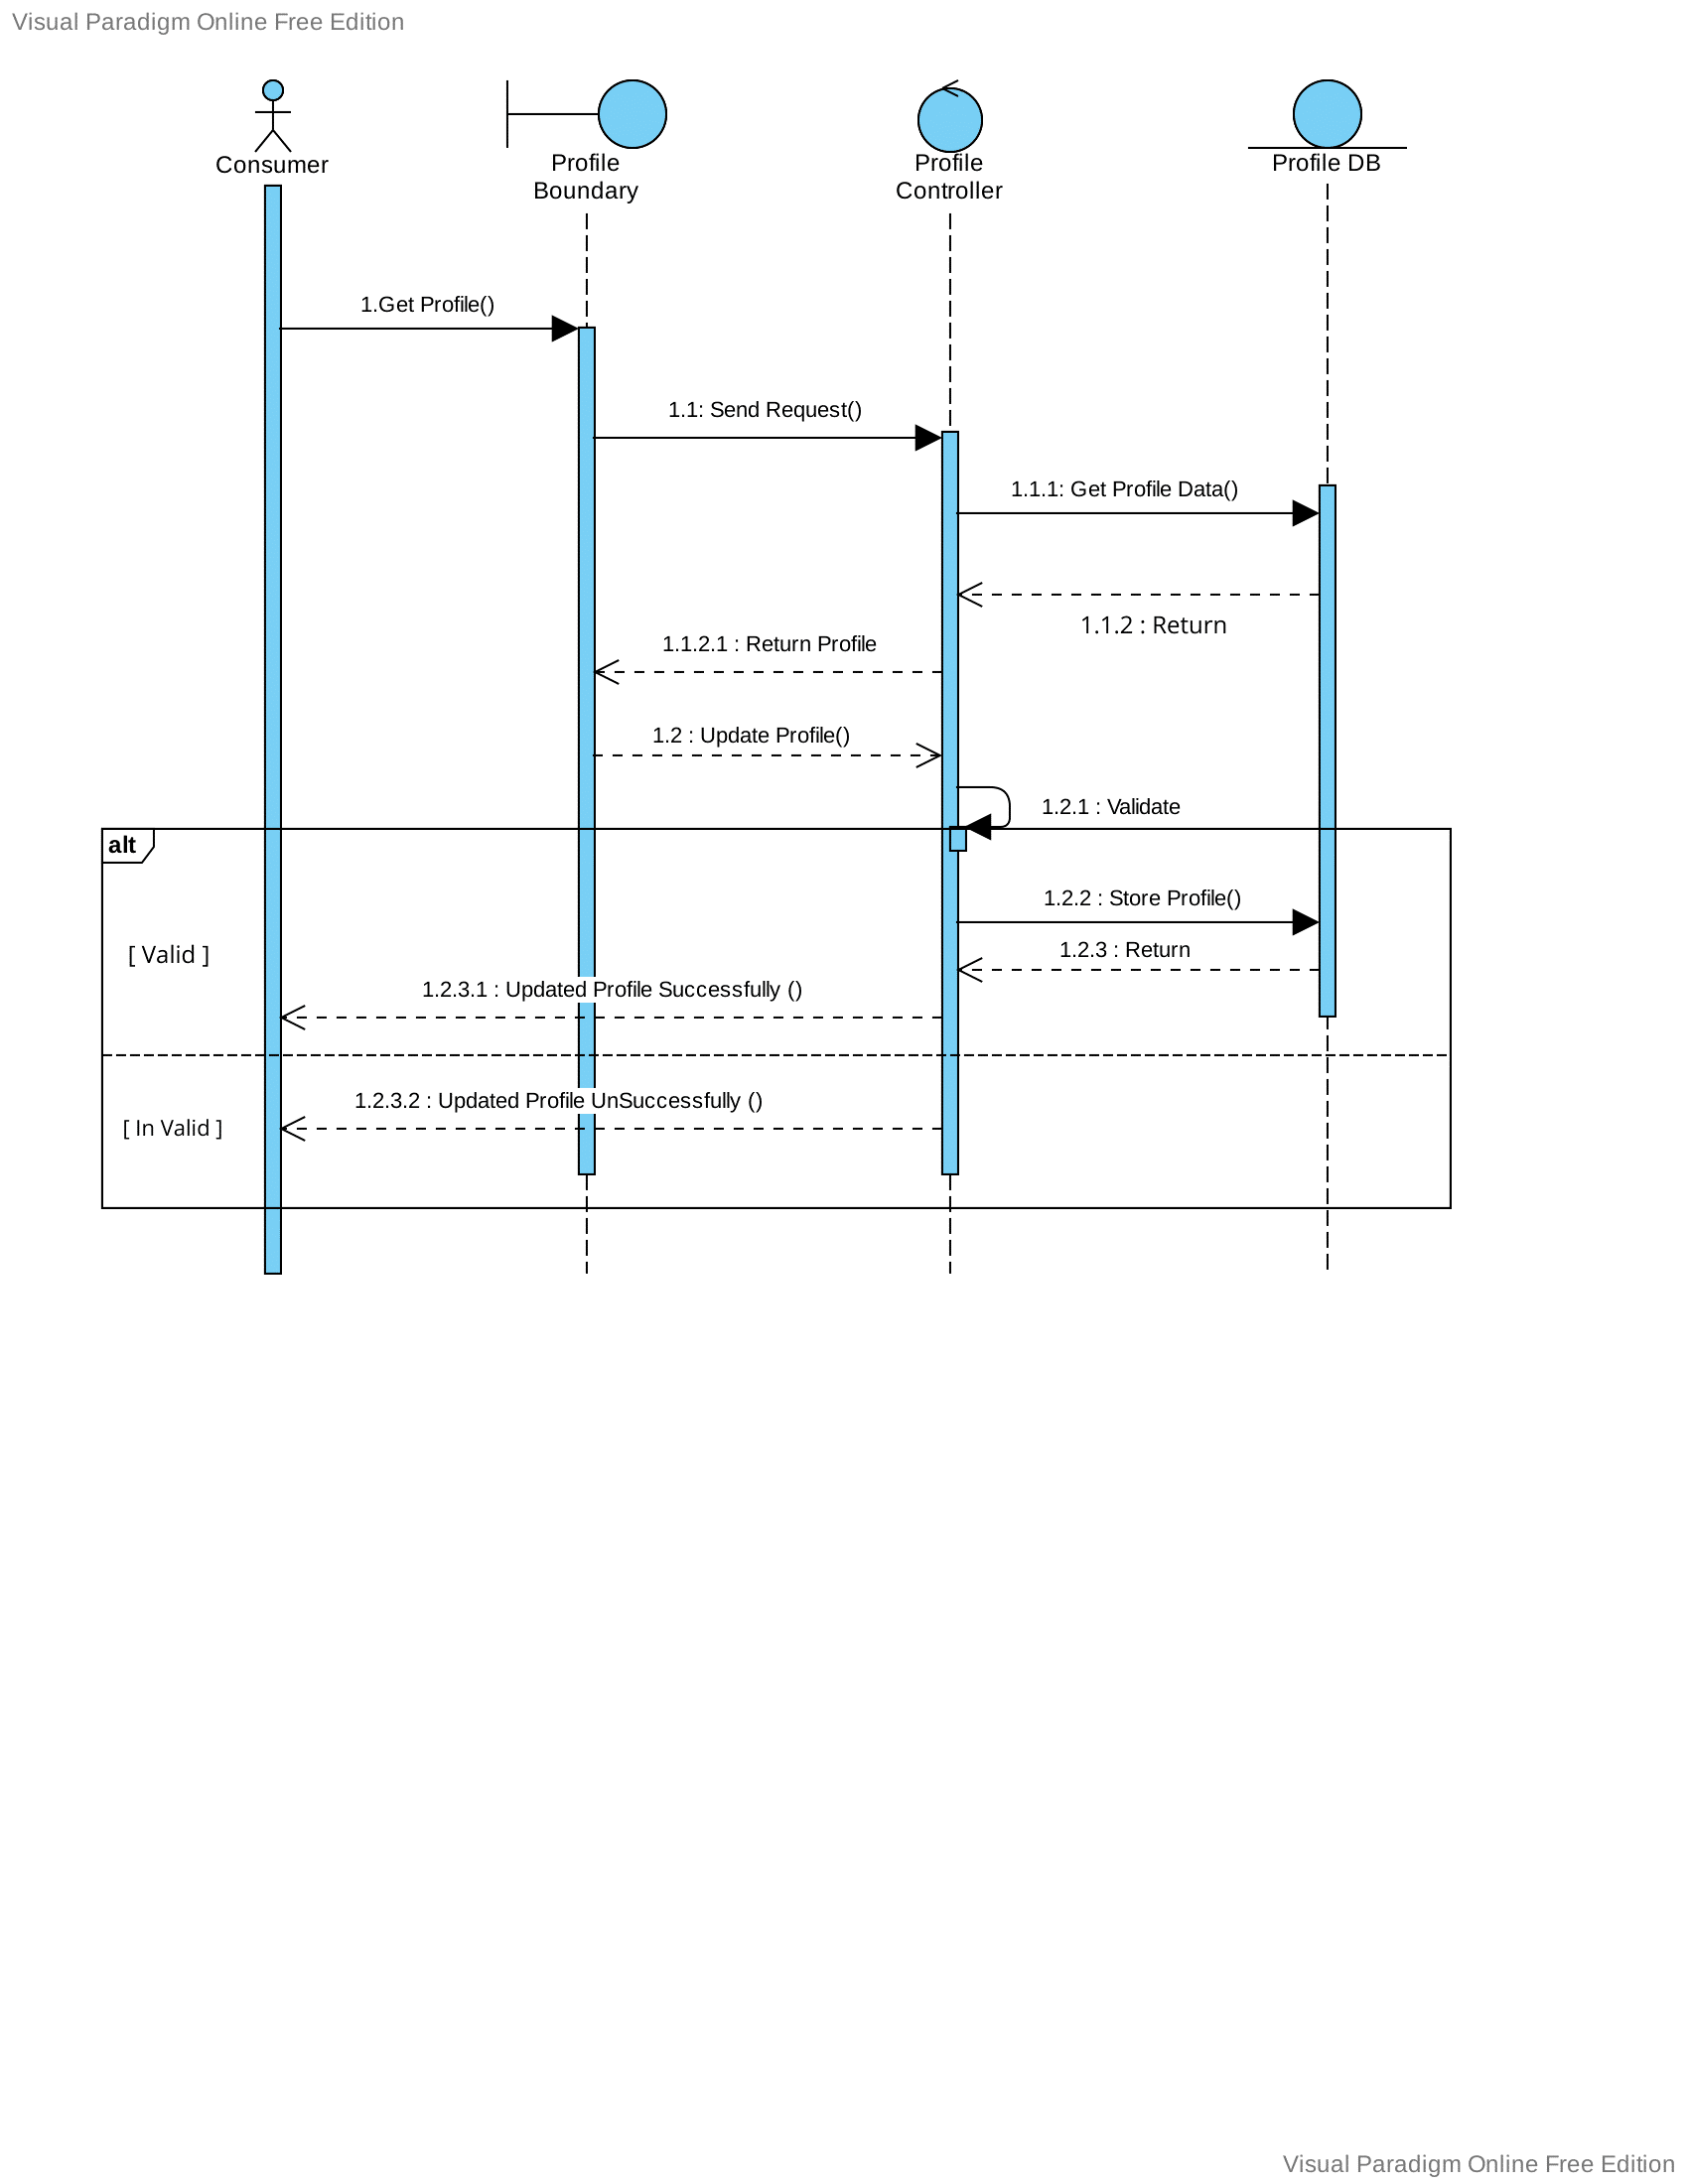 Visual Paradigm Online Free Edition
Consumer
Profile
Boundary
Profile
Controller
Profile DB
1.Get Profile()
1.1: Send Request()
1.1.1: Get Profile Data()
1.1.2 : Return
1.1.2.1 : Return Profile
1.2 : Update Profile()
1.2.1 : Validate
alt
1.2.2 : Store Profile()
[ Valid ]
1.2.3 : Return
1.2.3.1 : Updated Profile Successfully ()
1.2.3.2 : Updated Profile UnSuccessfully ()
[ In Valid ]
Visual Paradigm Online Free Edition